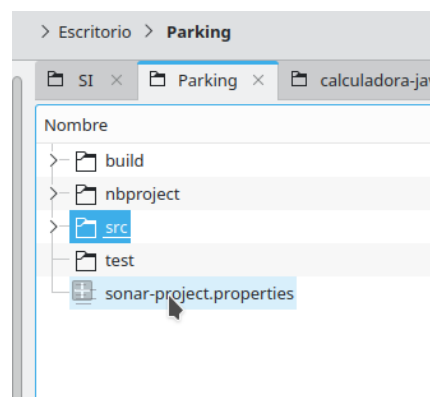 > Escritorio > Parking
SI × Parking × calculadora-ja
Nombre
build
nbproject
src
test
sonar-project.properties